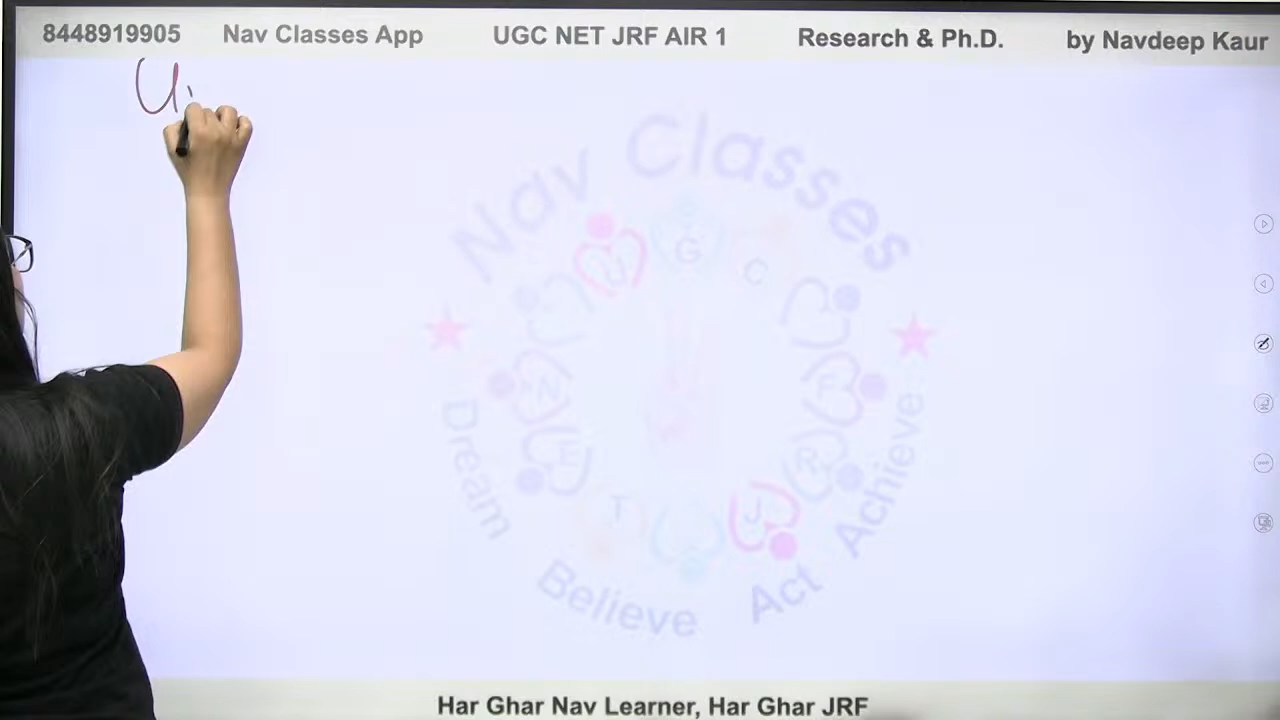 8448919905 Nav Classes App UGC NET JRF AIR 1 Research & Ph.D. by Navdeep Kaur
U
Nav Classes
U G C
N F
E R
T J
Dream Believe Act Achieve
Har Ghar Nav Learner, Har Ghar JRF